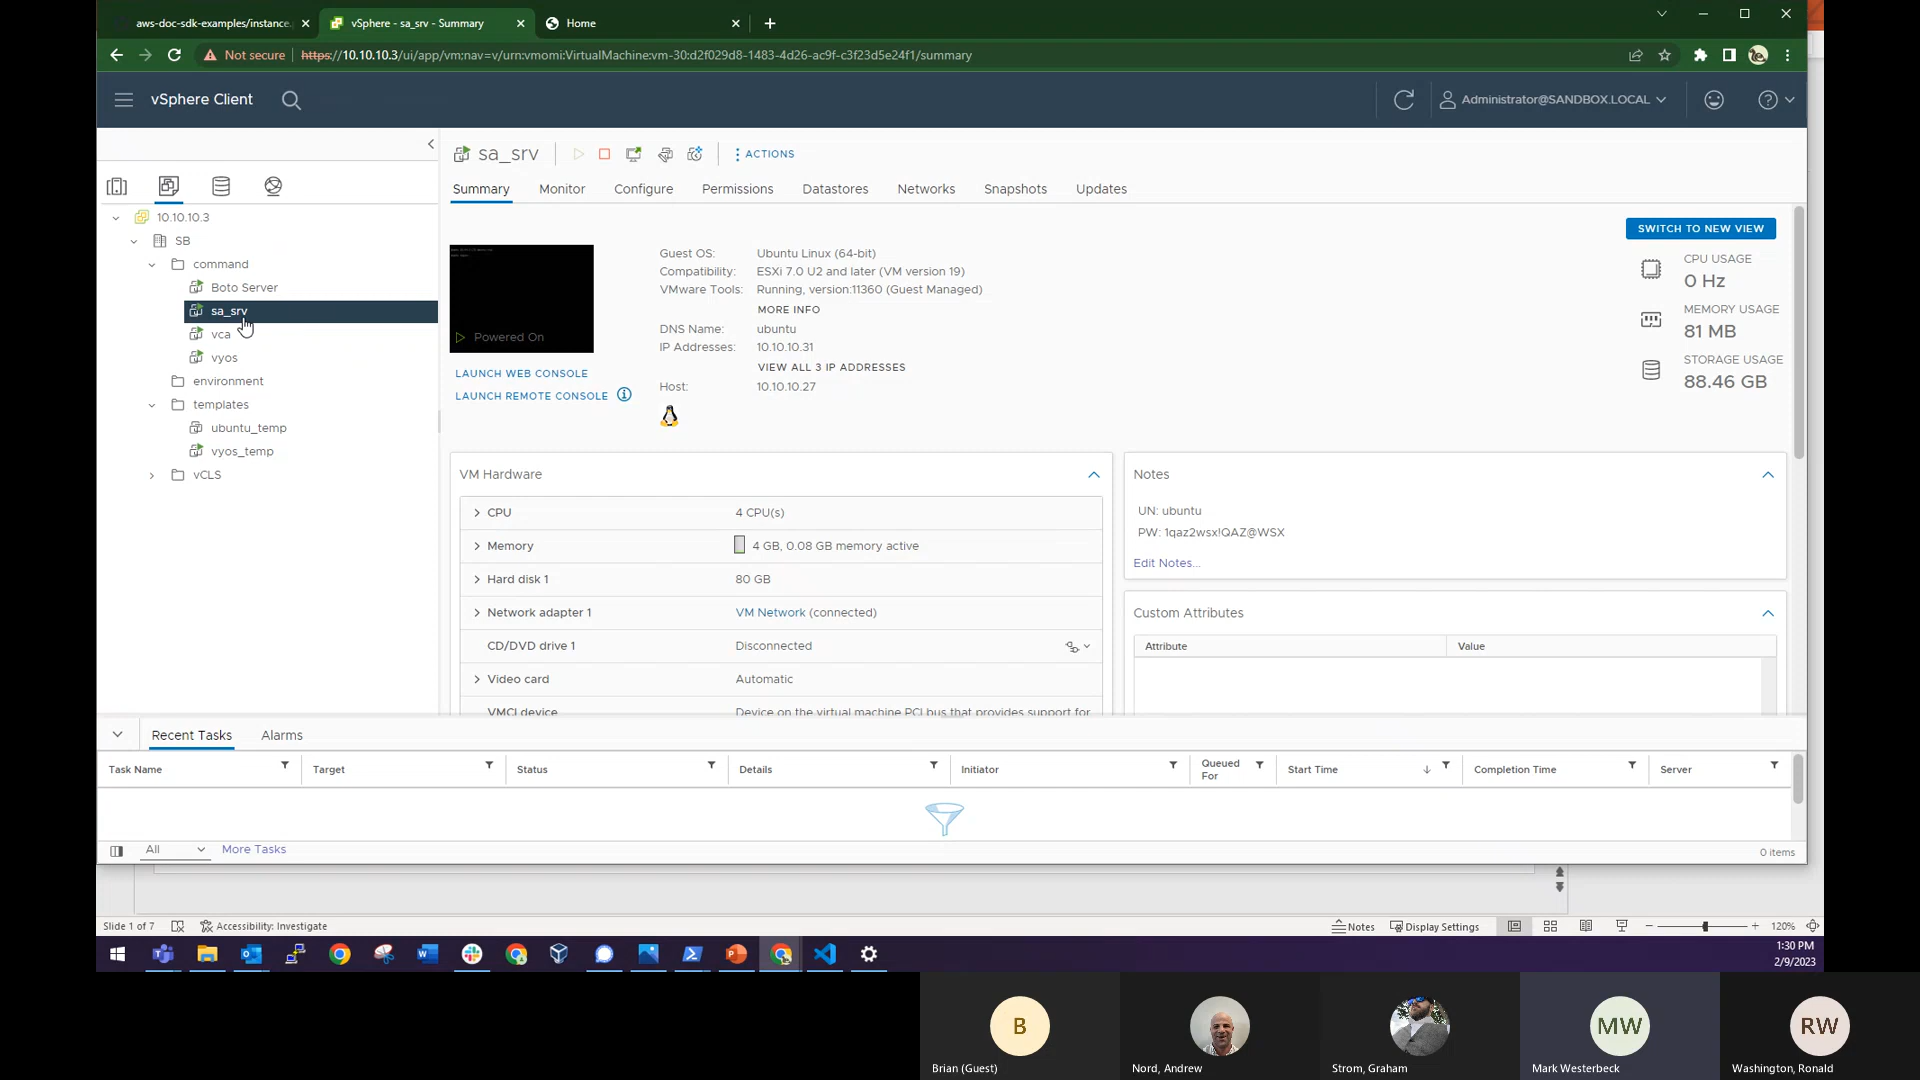 aws-doc-sdk-examples/instance.
vSphere - sa_srv - Summary
Home
Not secure
https://10.10.10.3/ui/app/vm;nav=v/urn:vmomi:VirtualMachine:vm-30:d2f029d8-1483-4d26-ac9f-c3f23d5e24f1/summary
vSphere Client
Administrator@SANDBOX.LOCAL
sa_srv
ACTIONS
Summary
Monitor
Configure
Permissions
Datastores
Networks
Snapshots
Updates
10.10.10.3
SB
command
Boto Server
sa_srv
vca
vyos
environment
templates
ubuntu_temp
vyos_temp
vCLS
Powered On
LAUNCH WEB CONSOLE
LAUNCH REMOTE CONSOLE
Guest OS: Ubuntu Linux (64-bit)
Compatibility: ESXi 7.0 U2 and later (VM version 19)
VMware Tools: Running, version:11360 (Guest Managed)
MORE INFO
DNS Name: ubuntu
IP Addresses: 10.10.10.31
VIEW ALL 3 IP ADDRESSES
Host: 10.10.10.27
SWITCH TO NEW VIEW
CPU USAGE
0 Hz
MEMORY USAGE
81 MB
STORAGE USAGE
88.46 GB
VM Hardware
CPU 4 CPU(s)
Memory 4 GB, 0.08 GB memory active
Hard disk 1 80 GB
Network adapter 1 VM Network (connected)
CD/DVD drive 1 Disconnected
Video card Automatic
VMCI device Device on the virtual machine PCI bus that provides support for
Notes
UN: ubuntu
PW: 1qaz2wsx!QAZ@WSX
Edit Notes...
Custom Attributes
Attribute Value
Recent Tasks Alarms
Task Name
Target
Status
Details
Initiator
Queued For
Start Time
Completion Time
Server
All
More Tasks
0 items
Slide 1 of 7
Accessibility: Investigate
Notes
Display Settings
120%
1:30 PM
2/9/2023
B
Brian (Guest)
Nord, Andrew
Strom, Graham
MW
Mark Westerbeck
RW
Washington, Ronald